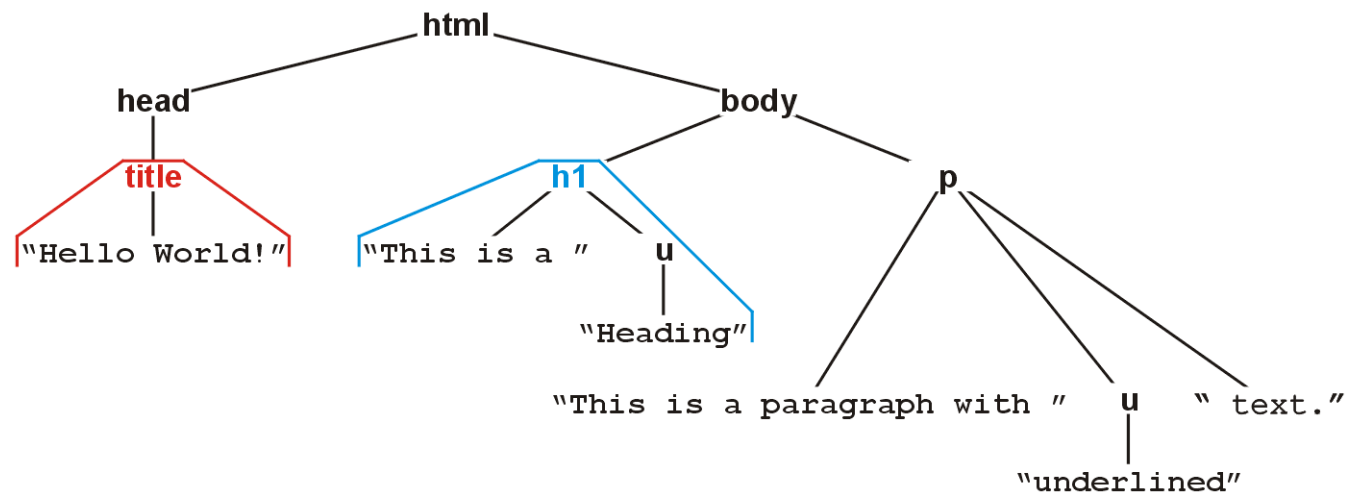 html
head body
title h1 p
“Hello World!” “This is a ” u
“Heading”
“This is a paragraph with ” u “ text.”
“underlined”